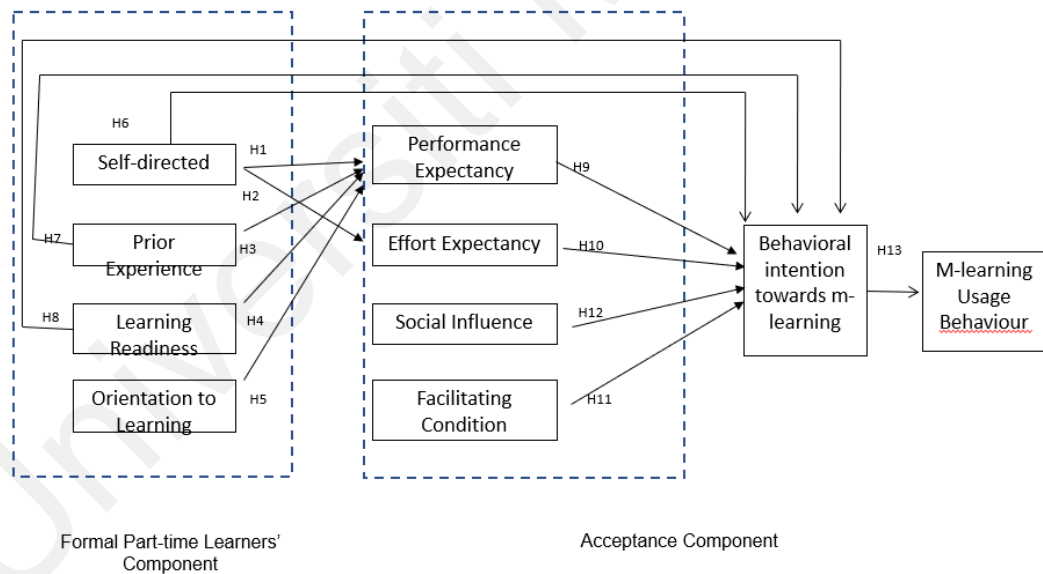 H6
Self-directed
H1
H2
Prior
Experience
H7
H3
Learning
Readiness
H8
H4
Orientation to
Learning
H5
Performance
Expectancy
H9
Effort Expectancy
H10
Social Influence
H12
Facilitating
Condition
H11
Behavioral
intention
towards m-
learning
H13
M-learning
Usage
Behaviour
Formal Part-time Learners'
Component
Acceptance Component
Universiti